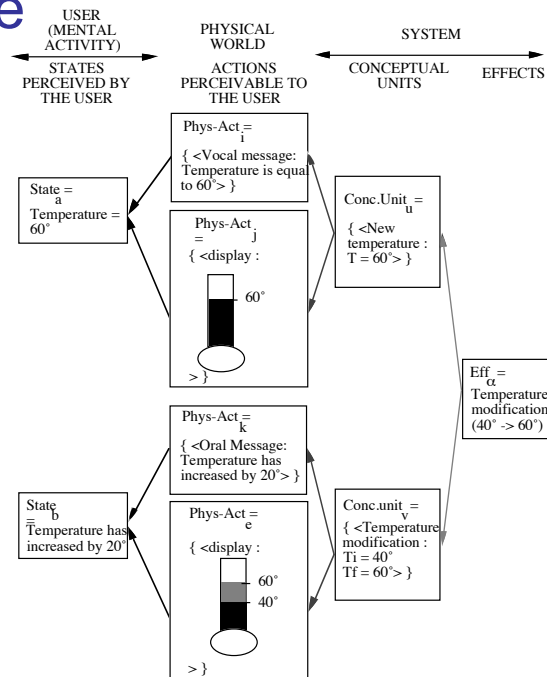 e
USER
(MENTAL
ACTIVITY)
PHYSICAL
WORLD
SYSTEM
STATES
PERCEIVED BY
THE USER
ACTIONS
PERCEIVABLE TO
THE USER
CONCEPTUAL
UNITS
EFFECTS
Phys-Act i =
{ <Vocal message:
Temperature is equal
to 60°> }
State a =
Temperature =
60°
Phys-Act j
=
{ <display :
60°
> }
Conc.Unit u =
{ <New
temperature :
T = 60°> }
Eff α =
Temperature
modification
(40° -> 60°)
Phys-Act k =
{ <Oral Message:
Temperature has
increased by 20°> }
State b
=
Temperature has
increased by 20°
Phys-Act e =
{ <display :
60°
40°
> }
Conc.unit v =
{ <Temperature
modification :
Ti = 40°
Tf = 60°> }